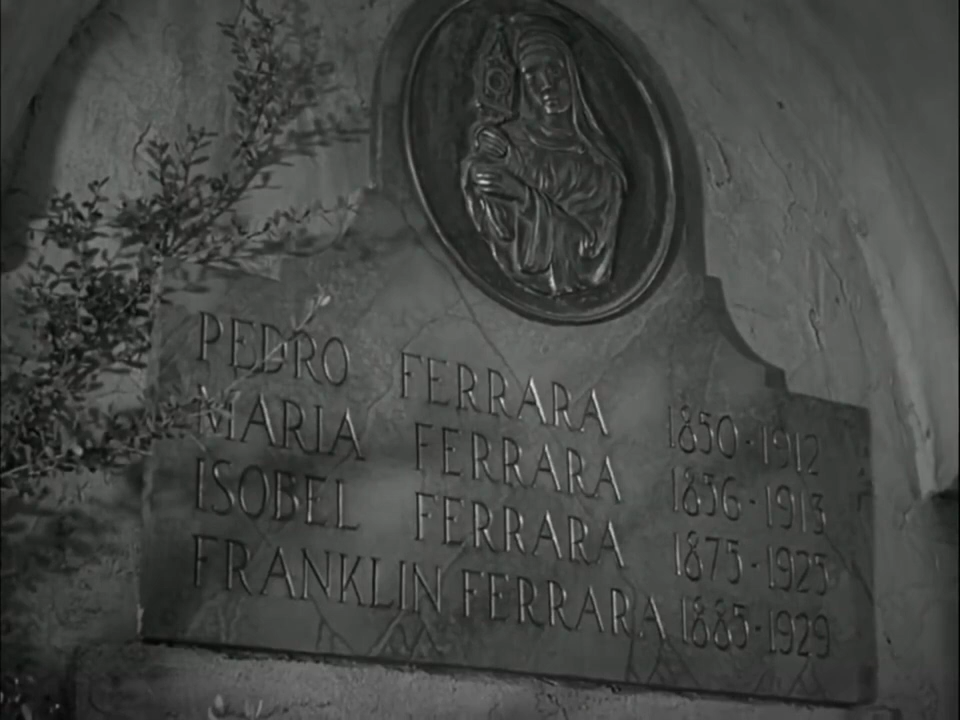 PEDRO FERRARA 1850-1912
MARIA FERRARA 1856-1913
ISOBEL FERRARA 1875-1925
FRANKLIN FERRARA 1885-1929